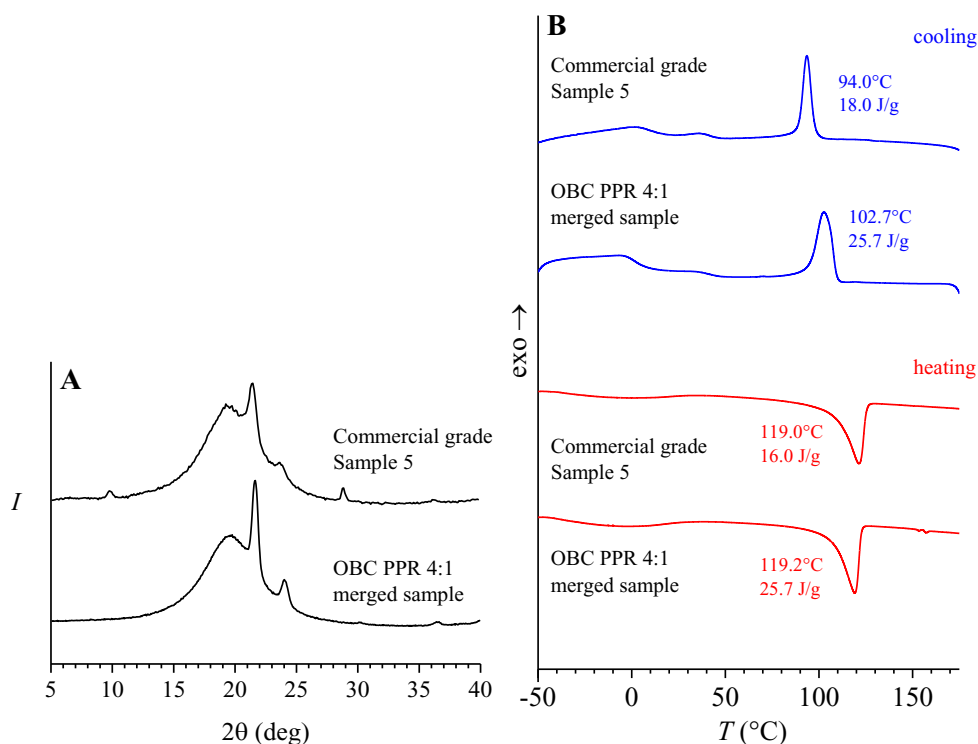 A
Commercial grade
Sample 5
OBC PPR 4:1
merged sample
I
5 10 15 20 25 30 35 40
2θ (deg)
B
cooling
Commercial grade
Sample 5
94.0°C
18.0 J/g
OBC PPR 4:1
merged sample
102.7°C
25.7 J/g
exo →
heating
Commercial grade
Sample 5
119.0°C
16.0 J/g
OBC PPR 4:1
merged sample
119.2°C
25.7 J/g
-50 0 50 100 150
T (°C)